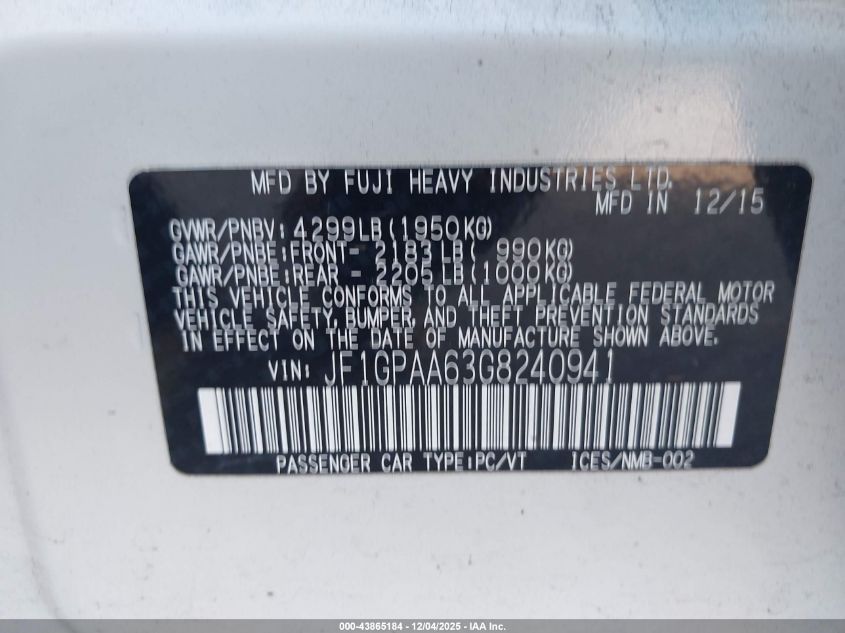 MFD BY FUJI HEAVY INDUSTRIES LTD.
MFD IN 12/15
GVWR/PNBV: 4299LB(1950KG)
GAWR/PNBE:FRONT- 2183LB( 990KG)
GAWR/PNBE:REAR - 2205LB(1000KG)
THIS VEHICLE CONFORMS TO ALL APPLICABLE FEDERAL MOTOR
VEHICLE SAFETY, BUMPER, AND THEFT PREVENTION STANDARDS
IN EFFECT ON THE DATE OF MANUFACTURE SHOWN ABOVE.
VIN: JF1GPAA63G8240941
PASSENGER CAR TYPE:PC/VT ICES/NMB-002
000-43865184 - 12/04/2025 - IAA Inc.